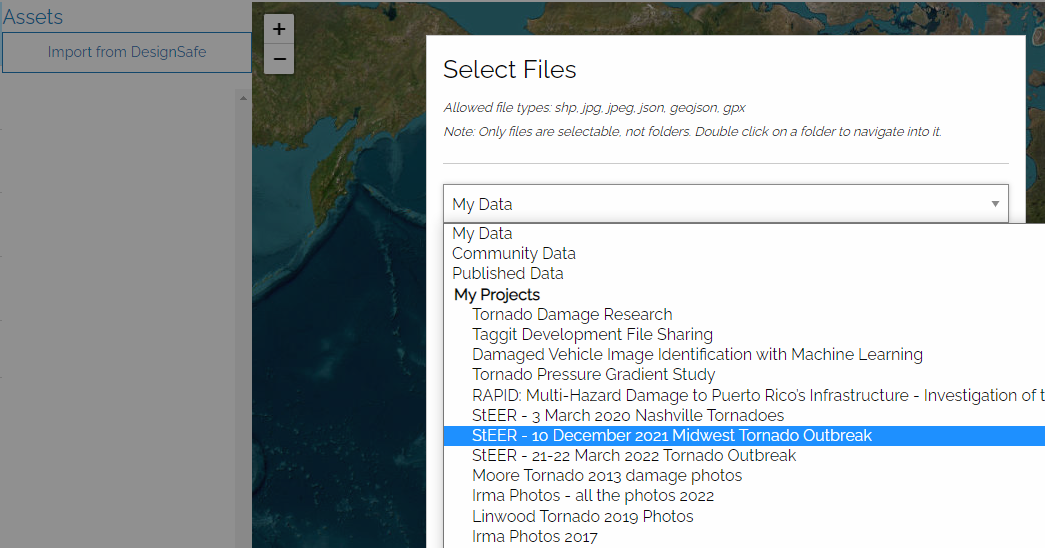 Assets
Import from DesignSafe
+
−
Select Files
Allowed file types: shp, jpg, jpeg, json, geojson, gpx
Note: Only files are selectable, not folders. Double click on a folder to navigate into it.
My Data
My Data
Community Data
Published Data
My Projects
Tornado Damage Research
Taggit Development File Sharing
Damaged Vehicle Image Identification with Machine Learning
Tornado Pressure Gradient Study
RAPID: Multi-Hazard Damage to Puerto Rico's Infrastructure - Investigation of t
StEER - 3 March 2020 Nashville Tornadoes
StEER - 10 December 2021 Midwest Tornado Outbreak
StEER - 21-22 March 2022 Tornado Outbreak
Moore Tornado 2013 damage photos
Irma Photos - all the photos 2022
Linwood Tornado 2019 Photos
Irma Photos 2017